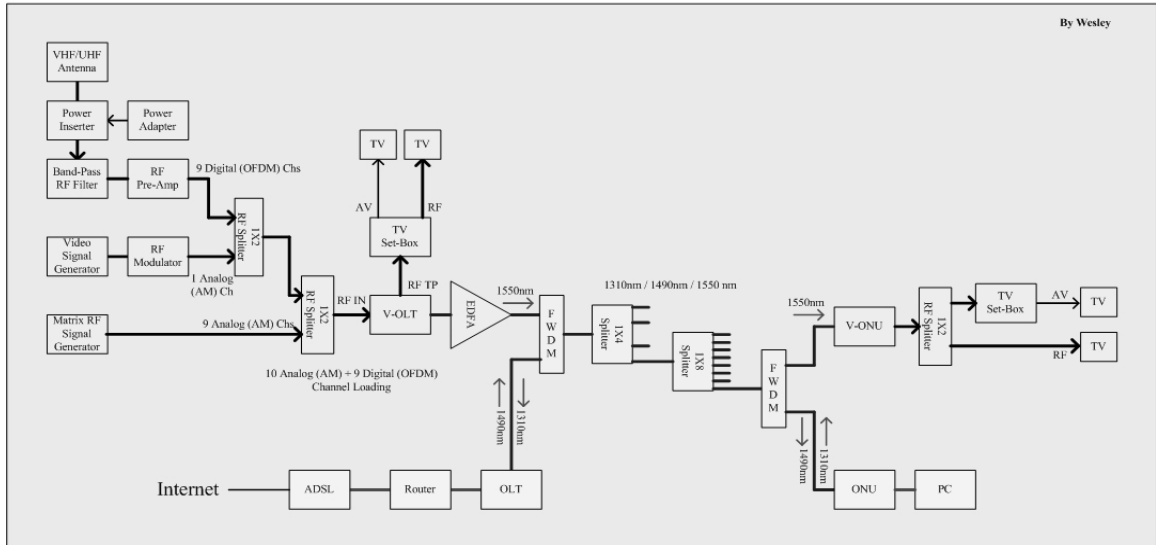 By Wesley
VHF/UHF
Antenna
Power
Inserter
Power
Adapter
Band-Pass
RF Filter
RF
Pre-Amp
9 Digital (OFDM) Chs
1X2
RF Splitter
Video
Signal
Generator
RF
Modulator
1 Analog
(AM) Ch
Matrix RF
Signal
Generator
9 Analog (AM) Chs
1X2
RF Splitter
RF IN
V-OLT
RF TP
TV
TV
AV
RF
TV
Set-Box
EDFA
1550nm
F
W
D
M
10 Analog (AM) + 9 Digital (OFDM)
Channel Loading
1490nm
1310nm
1310nm / 1490nm / 1550 nm
1X4
Splitter
1X8
Splitter
F
W
D
M
1550nm
V-ONU
1X2
RF Splitter
TV
Set-Box
AV
TV
RF
TV
1490nm
1310nm
Internet
ADSL
Router
OLT
ONU
PC